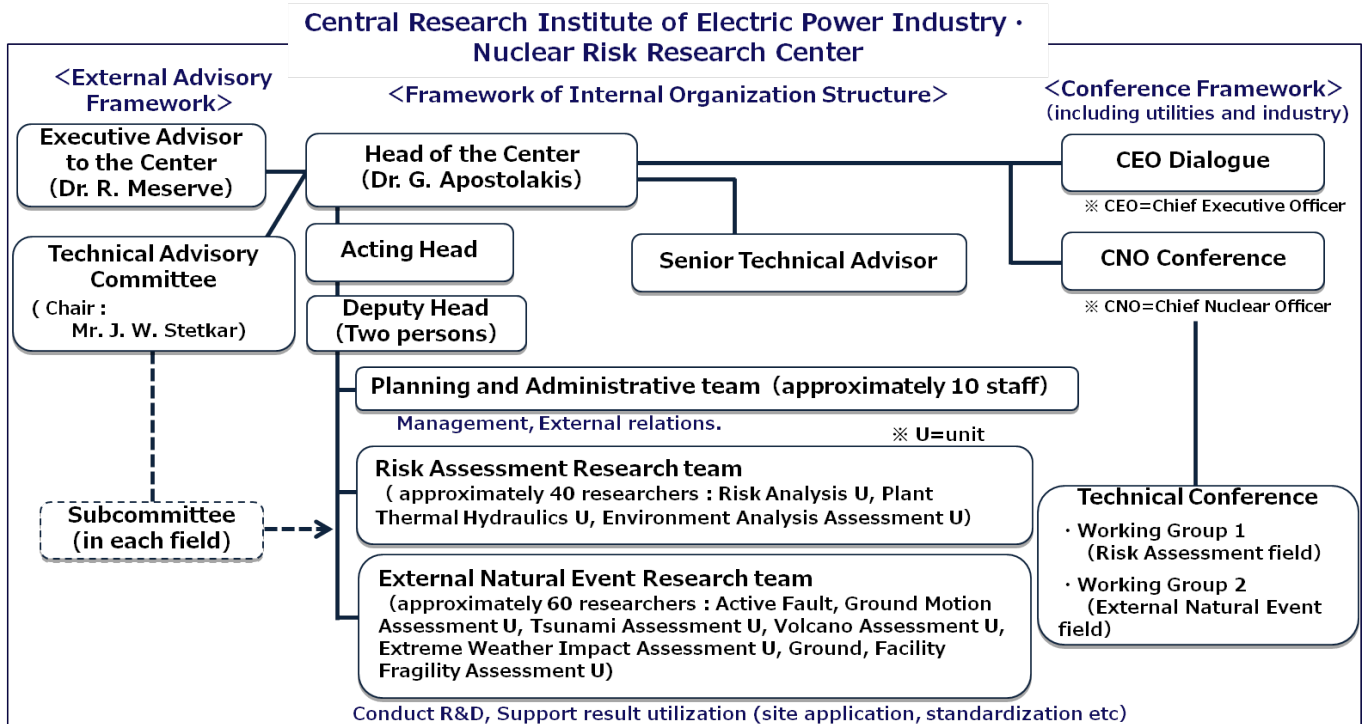 Central Research Institute of Electric Power Industry・
Nuclear Risk Research Center
<External Advisory
Framework>
Executive Advisor
to the Center
(Dr. R. Meserve)
Technical Advisory
Committee
( Chair :
Mr. J. W. Stetkar)
Subcommittee
(in each field)
<Framework of Internal Organization Structure>
Head of the Center
(Dr. G. Apostolakis)
Acting Head
Senior Technical Advisor
Deputy Head
(Two persons)
Planning and Administrative team (approximately 10 staff)
Management, External relations.
※ U=unit
Risk Assessment Research team
( approximately 40 researchers : Risk Analysis U, Plant
Thermal Hydraulics U, Environment Analysis Assessment U)
External Natural Event Research team
(approximately 60 researchers : Active Fault, Ground Motion
Assessment U, Tsunami Assessment U, Volcano Assessment U,
Extreme Weather Impact Assessment U, Ground, Facility
Fragility Assessment U)
Conduct R&D, Support result utilization (site application, standardization etc)
<Conference Framework>
(including utilities and industry)
CEO Dialogue
※ CEO=Chief Executive Officer
CNO Conference
※ CNO=Chief Nuclear Officer
Technical Conference
・Working Group 1
(Risk Assessment field)
・Working Group 2
(External Natural Event
field)